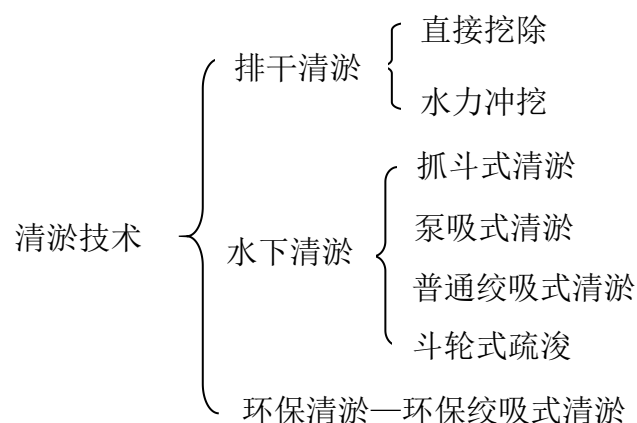 清淤技术
排干清淤
直接挖除
水力冲挖
水下清淤
抓斗式清淤
泵吸式清淤
普通绞吸式清淤
斗轮式疏浚
环保清淤—环保绞吸式清淤